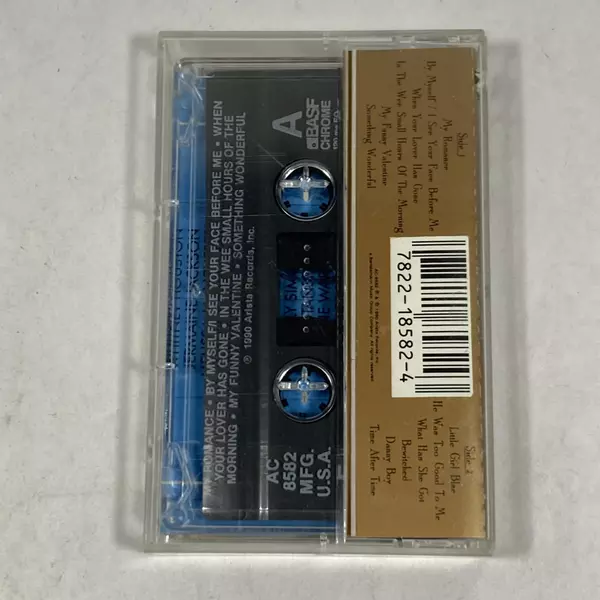 A
BASF
CHROME
MY ROMANCE • BY MYSELF/I SEE YOUR FACE BEFORE ME • WHEN
YOUR LOVER HAS GONE • IN THE WEE SMALL HOURS OF THE
MORNING • MY FUNNY VALENTINE • SOMETHING WONDERFUL
© 1990 Arista Records, Inc.
AC
8582
MFG.
U.S.A.
Side 1
My Romance
By Myself / I See Your Face Before Me
When Your Lover Has Gone
In The Wee Small Hours Of The Morning
My Funny Valentine
Something Wonderful
7822-18582-4
Side 2
Little Girl Blue
He Was Too Good To Me
What Has She Got
Bewitched
Danny Boy
Time After Time